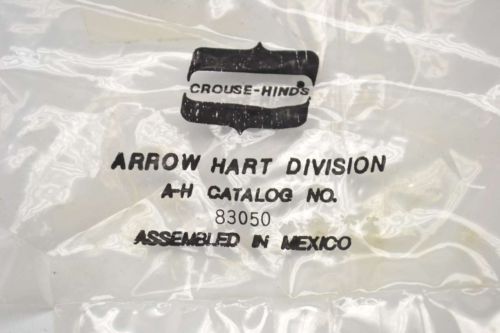 CROUSE-HINDS
ARROW HART DIVISION
A-H CATALOG NO.
83050
ASSEMBLED IN MEXICO